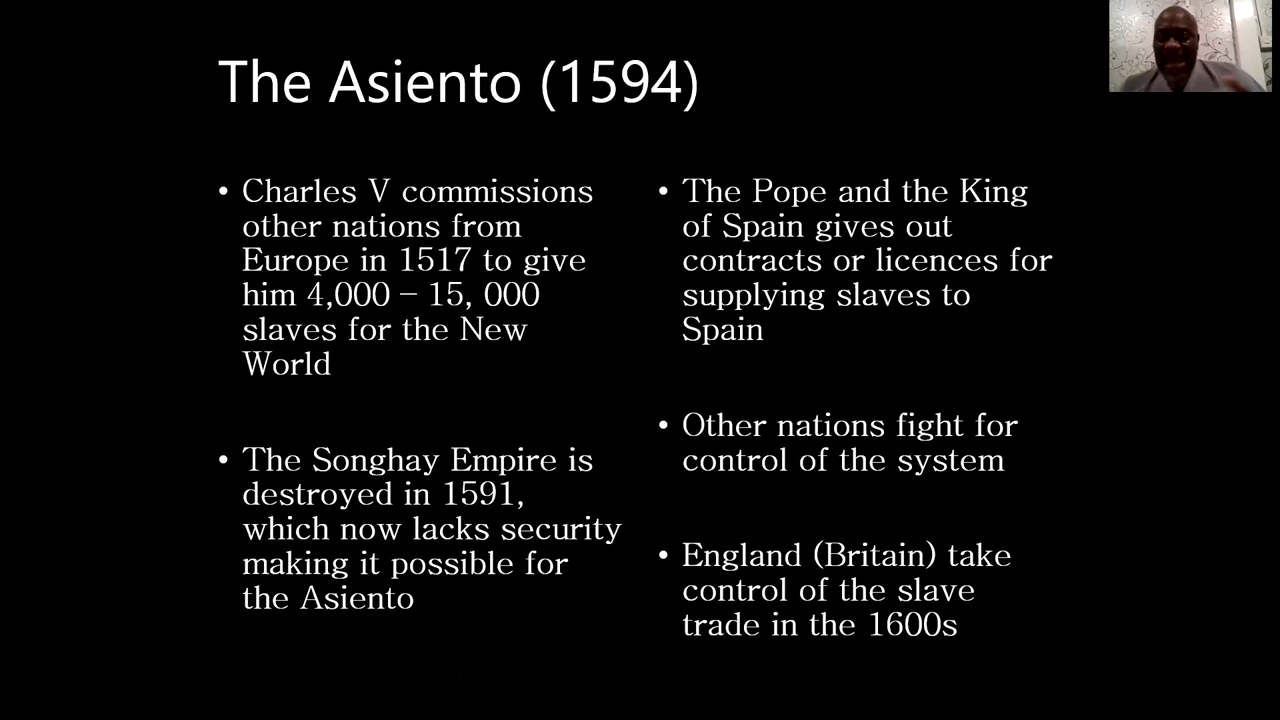 The Asiento (1594)
• Charles V commissions
other nations from
Europe in 1517 to give
him 4,000 – 15, 000
slaves for the New
World
• The Songhay Empire is
destroyed in 1591,
which now lacks security
making it possible for
the Asiento
• The Pope and the King
of Spain gives out
contracts or licences for
supplying slaves to
Spain
• Other nations fight for
control of the system
• England (Britain) take
control of the slave
trade in the 1600s